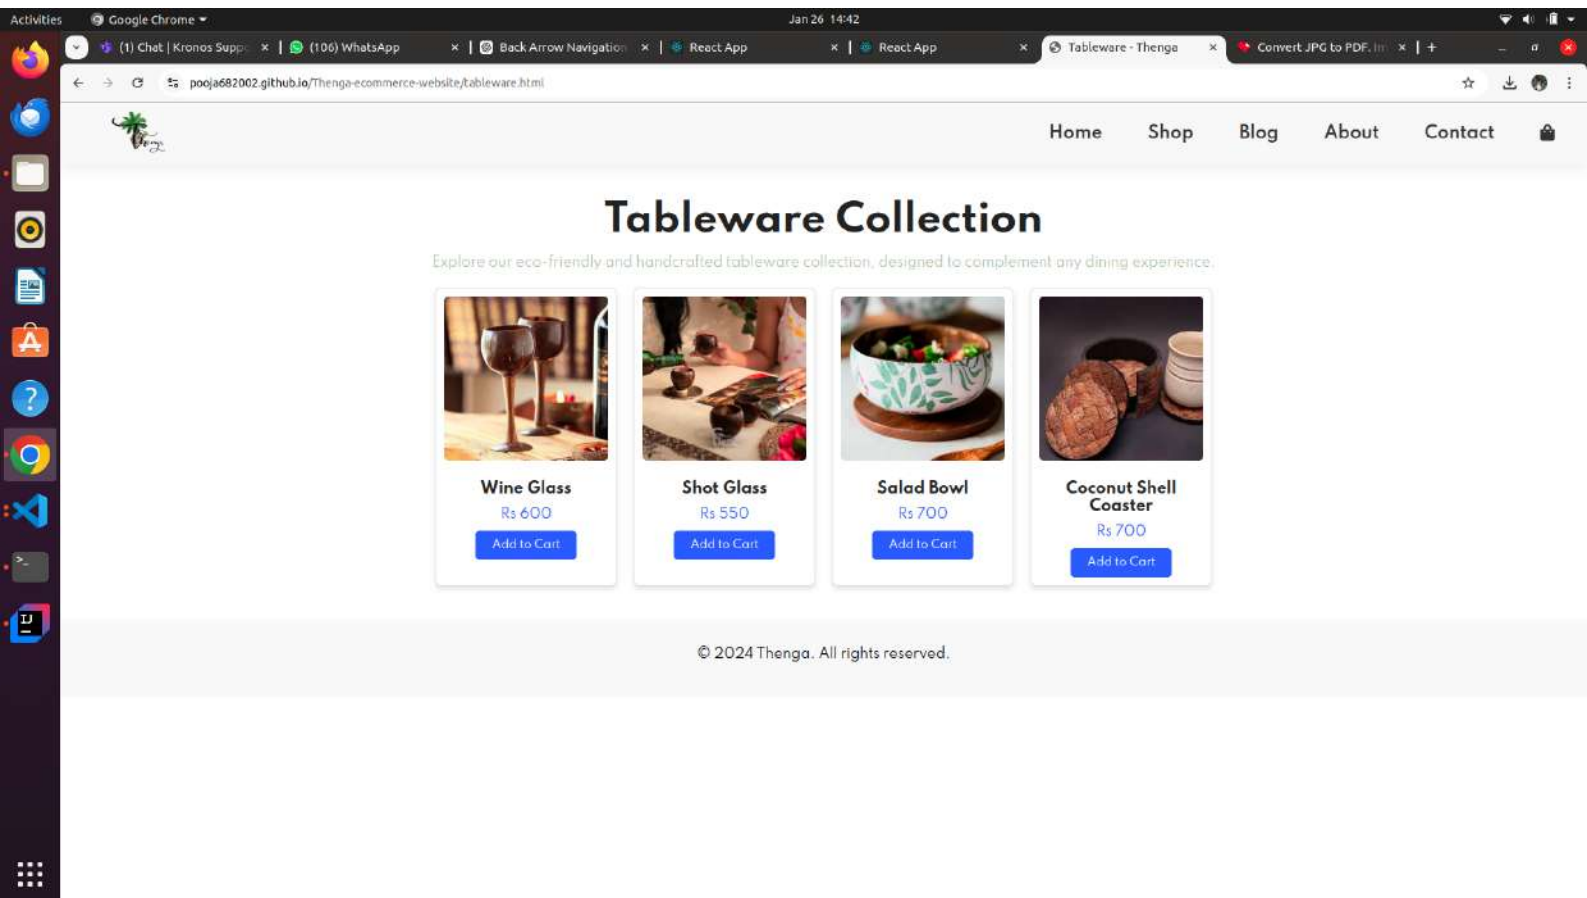 Activities Google Chrome Jan 26 14:42
(1) Chat | Kronos Supp (106) WhatsApp Back Arrow Navigation React App React App Tableware - Thenga Convert JPG to PDF. Im
pooja682002.github.io/Thenga-ecommerce-website/tableware.html
Thenga Home Shop Blog About Contact
Tableware Collection
Explore our eco-friendly and handcrafted tableware collection, designed to complement any dining experience.
Wine Glass Shot Glass Salad Bowl Coconut Shell
Coaster
Rs 600 Rs 550 Rs 700 Rs 700
Add to Cart Add to Cart Add to Cart Add to Cart
© 2024 Thenga. All rights reserved.